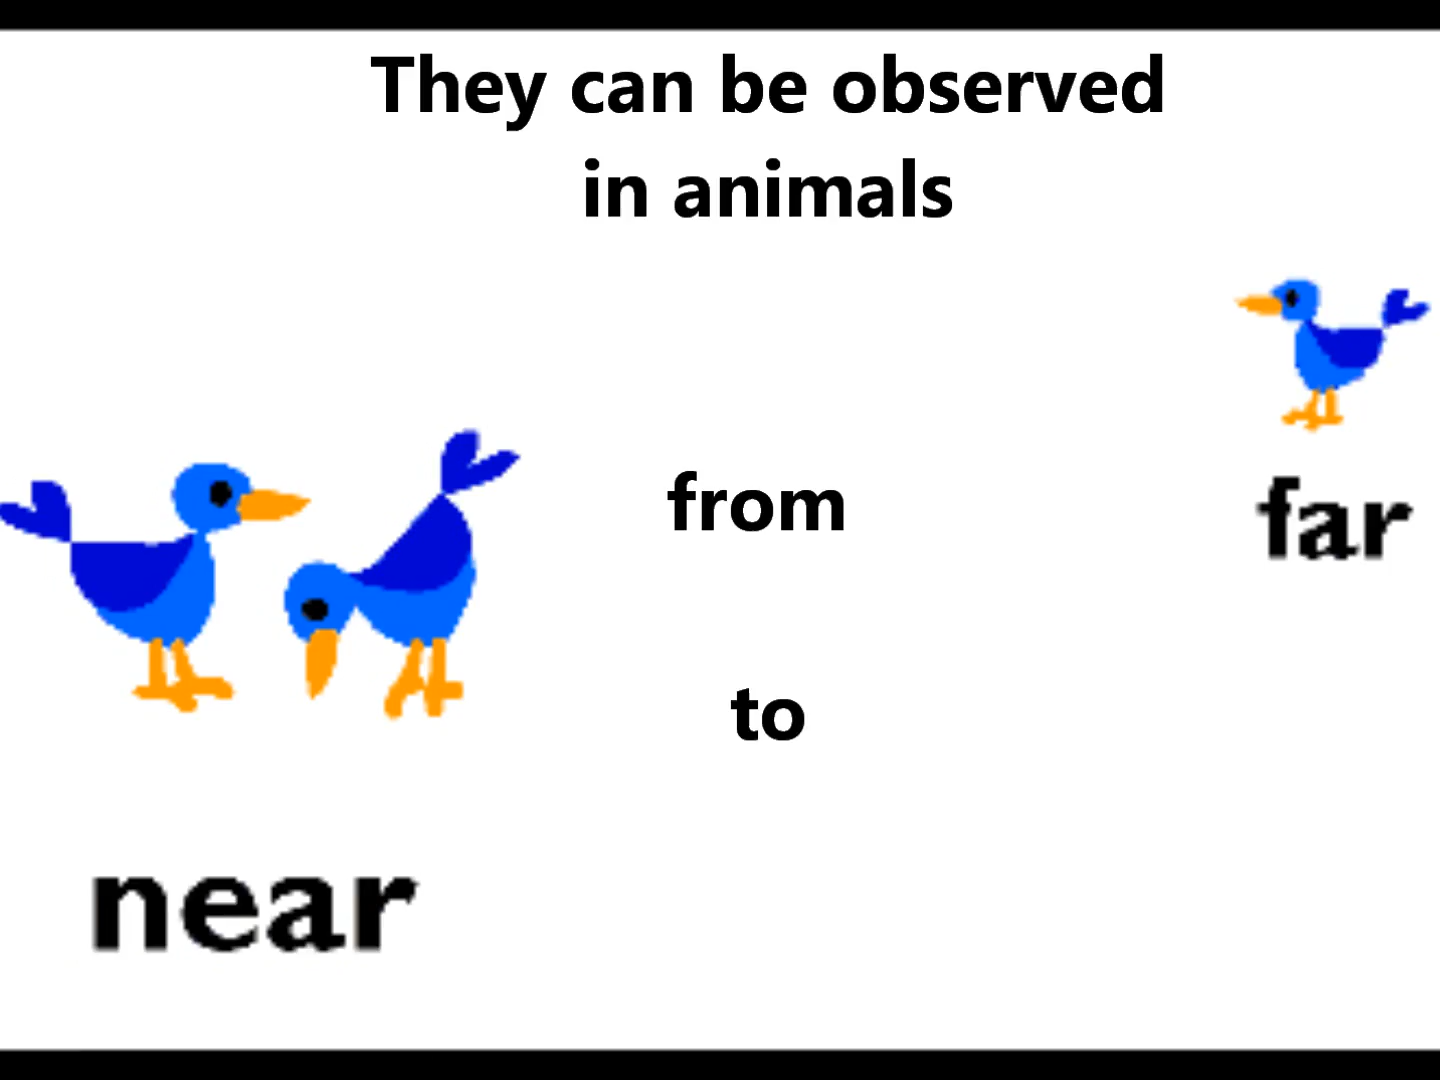 They can be observed
in animals
from
far
to
near